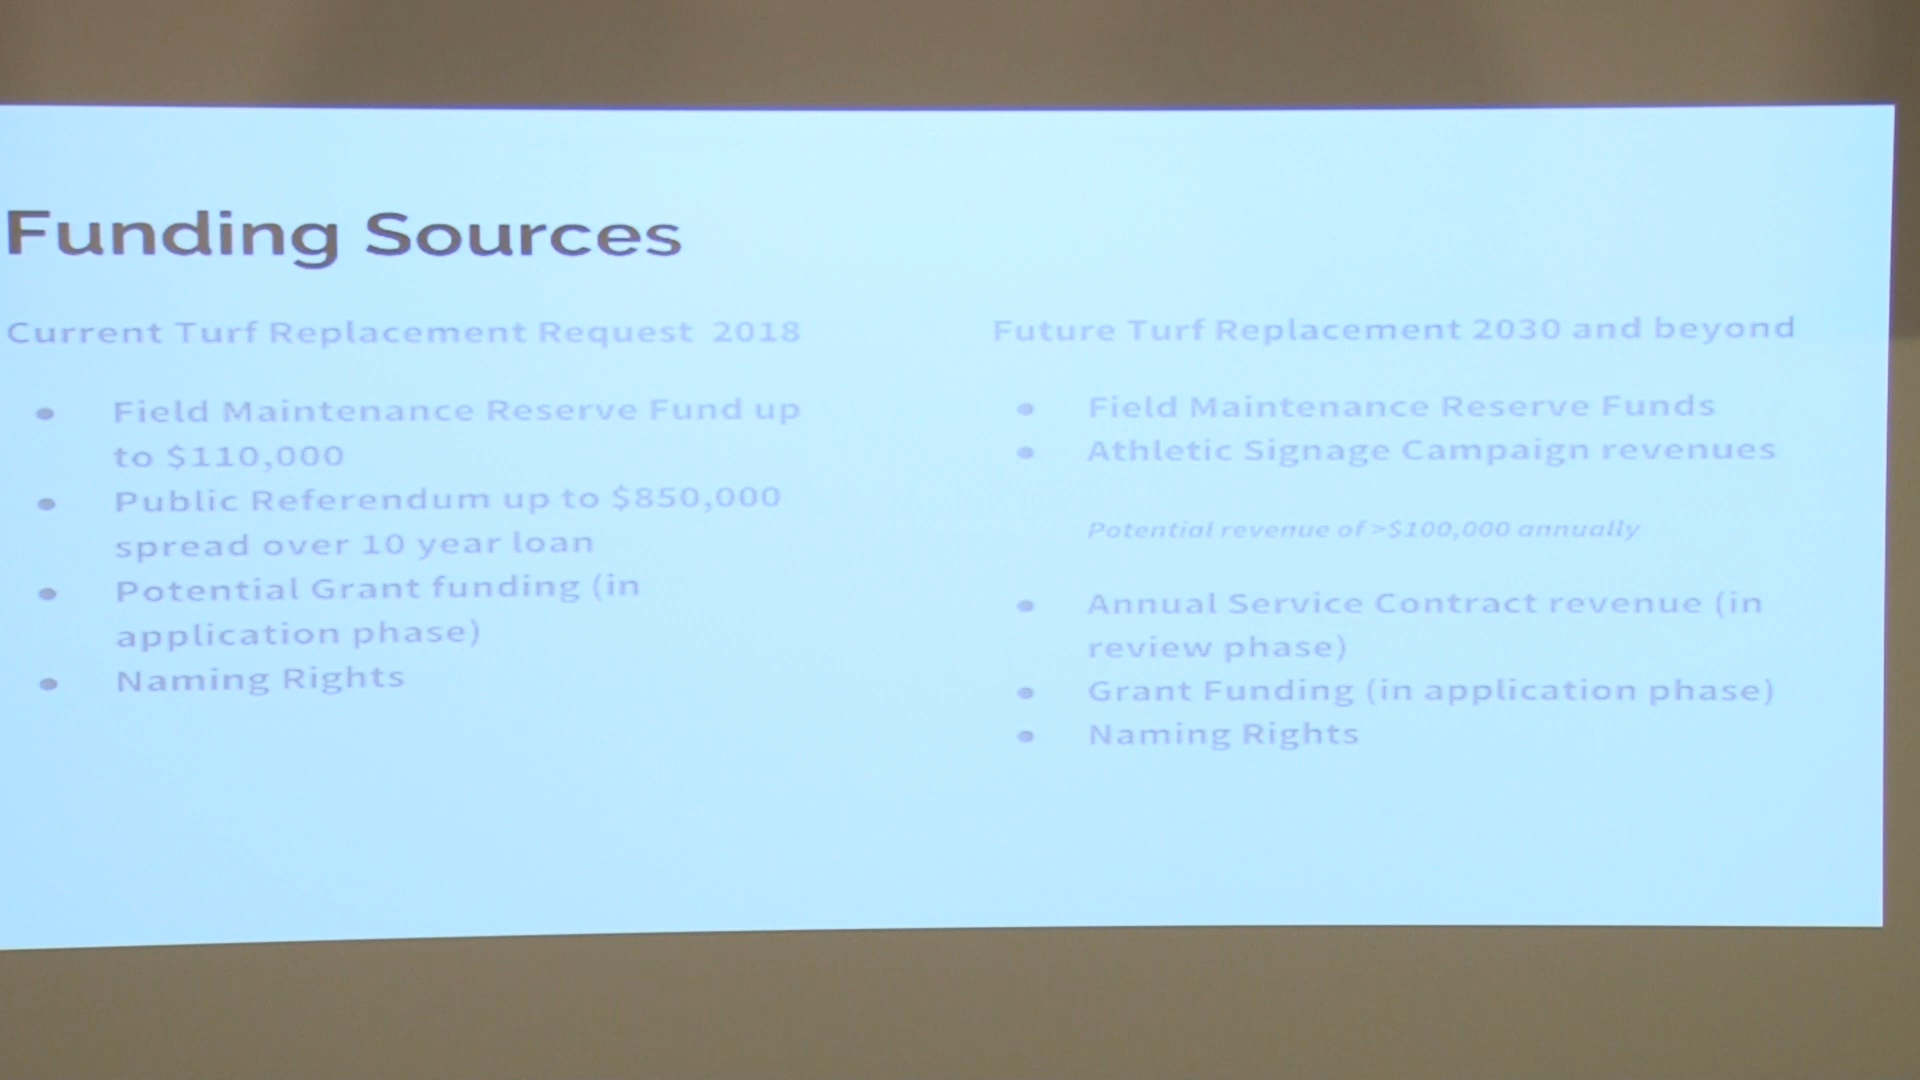 Funding Sources
Current Turf Replacement Request 2018
Field Maintenance Reserve Fund up
to $110,000
Public Referendum up to $850,000
spread over 10 year loan
Potential Grant funding (in
application phase)
Naming Rights
Future Turf Replacement 2030 and beyond
Field Maintenance Reserve Funds
Athletic Signage Campaign revenues
Potential revenue of >$100,000 annually
Annual Service Contract revenue (in
review phase)
Grant Funding (in application phase)
Naming Rights